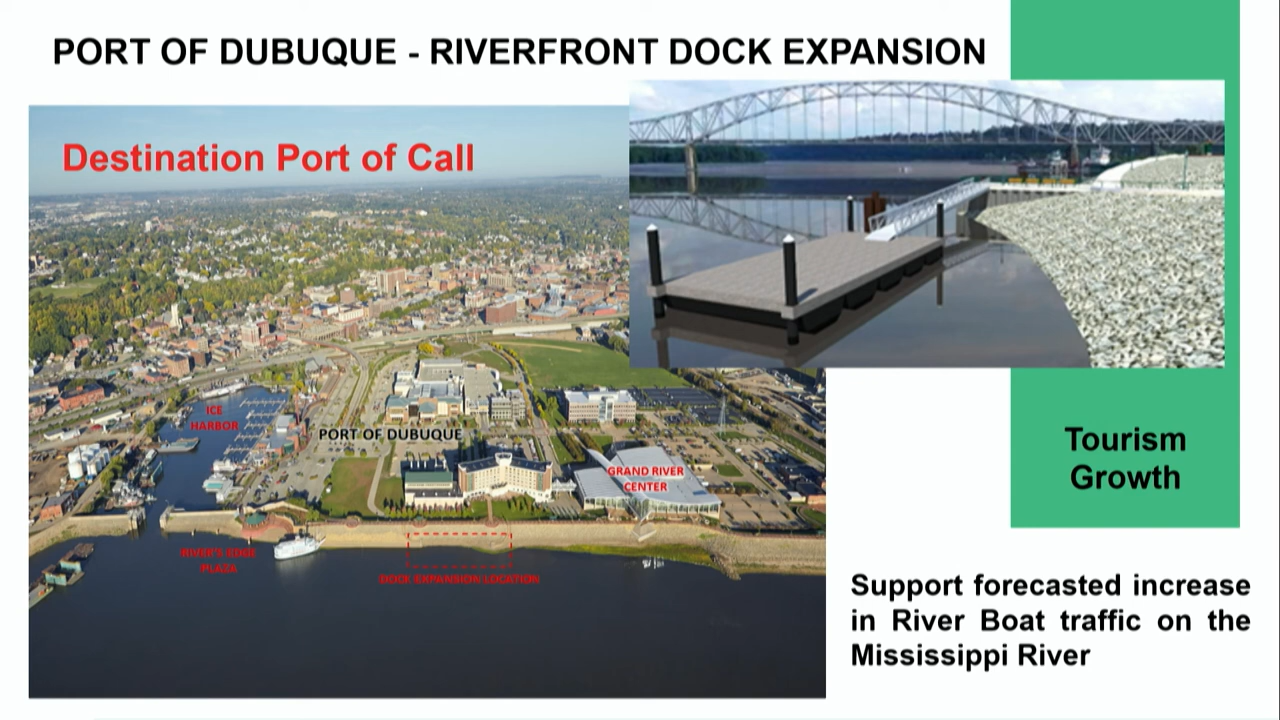 PORT OF DUBUQUE - RIVERFRONT DOCK EXPANSION
Destination Port of Call
ICE
HARBOR
PORT OF DUBUQUE
GRAND RIVER
CENTER
RIVER'S EDGE
PLAZA
DOCK EXPANSION LOCATION
Tourism
Growth
Support forecasted increase
in River Boat traffic on the
Mississippi River